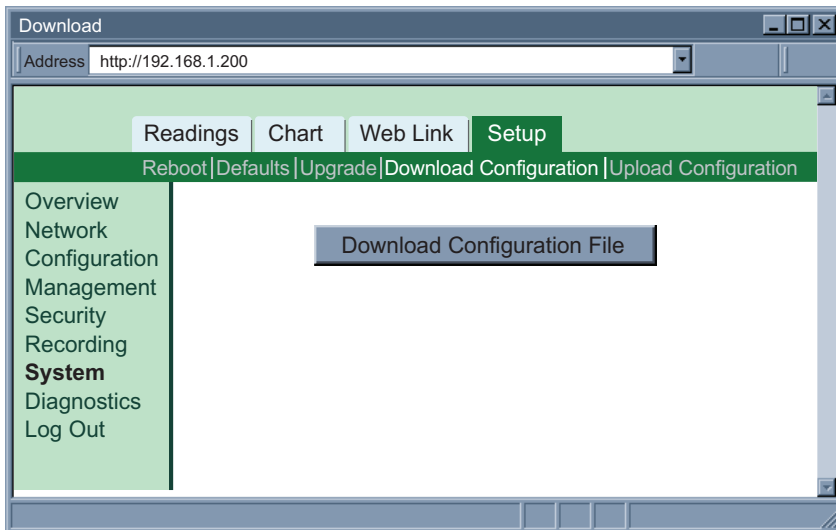 Download
Address http://192.168.1.200
Readings Chart Web Link Setup
Reboot|Defaults|Upgrade|Download Configuration|Upload Configuration
Overview
Network
Configuration
Management
Security
Recording
System
Diagnostics
Log Out
Download Configuration File